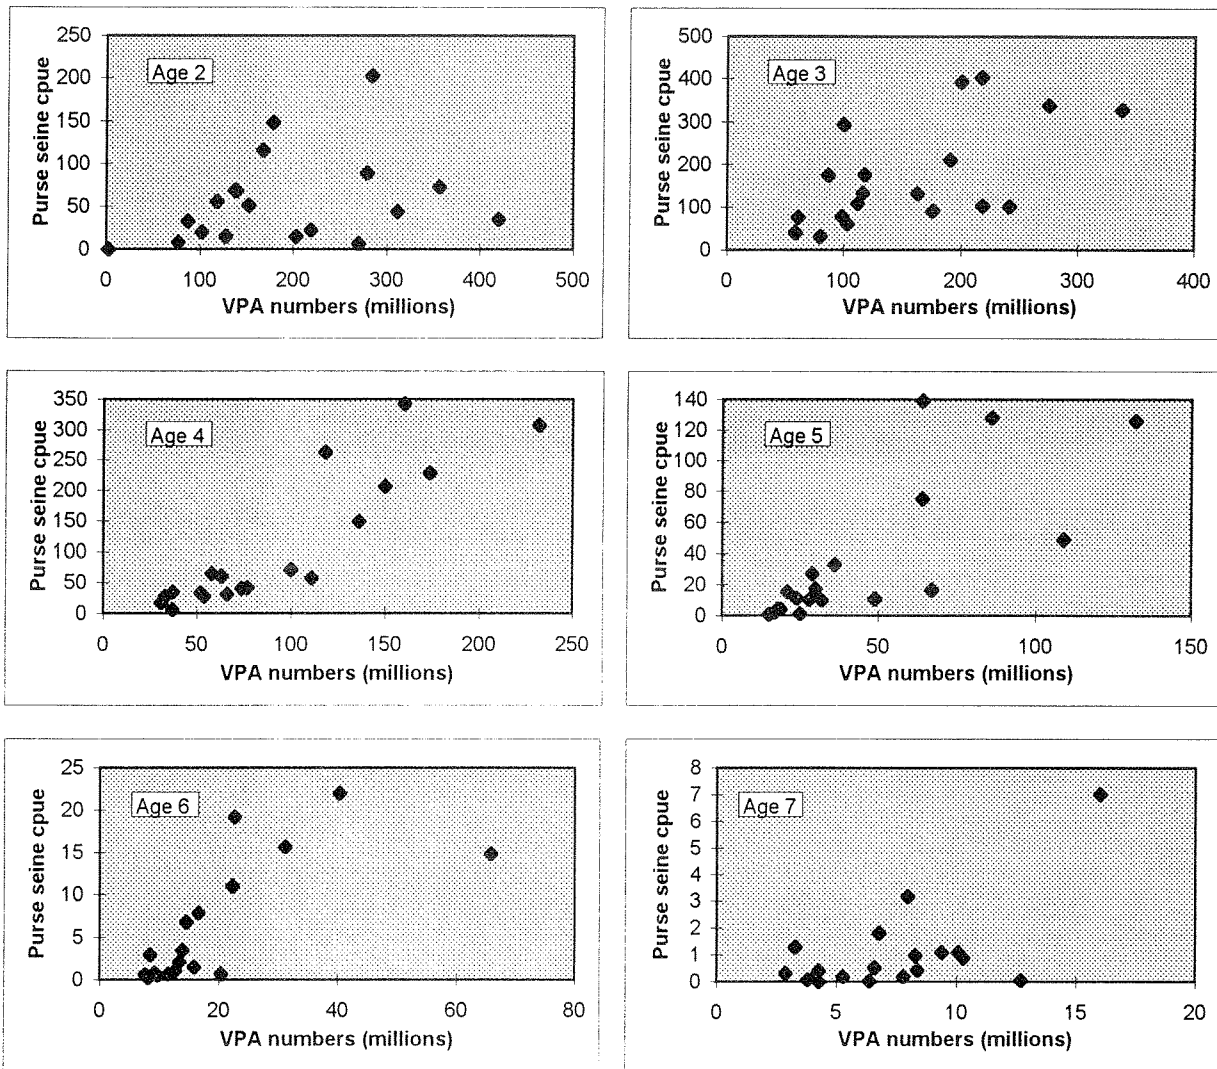 Age 2
Purse seine cpue
250
200
150
100
50
0
0 100 200 300 400 500
VPA numbers (millions)
Age 3
Purse seine cpue
500
400
300
200
100
0
0 100 200 300 400
VPA numbers (millions)
Age 4
Purse seine cpue
350
300
250
200
150
100
50
0
0 50 100 150 200 250
VPA numbers (millions)
Age 5
Purse seine cpue
140
120
100
80
60
40
20
0
0 50 100 150
VPA numbers (millions)
Age 6
Purse seine cpue
25
20
15
10
5
0
0 20 40 60 80
VPA numbers (millions)
Age 7
Purse seine cpue
8
7
6
5
4
3
2
1
0
0 5 10 15 20
VPA numbers (millions)